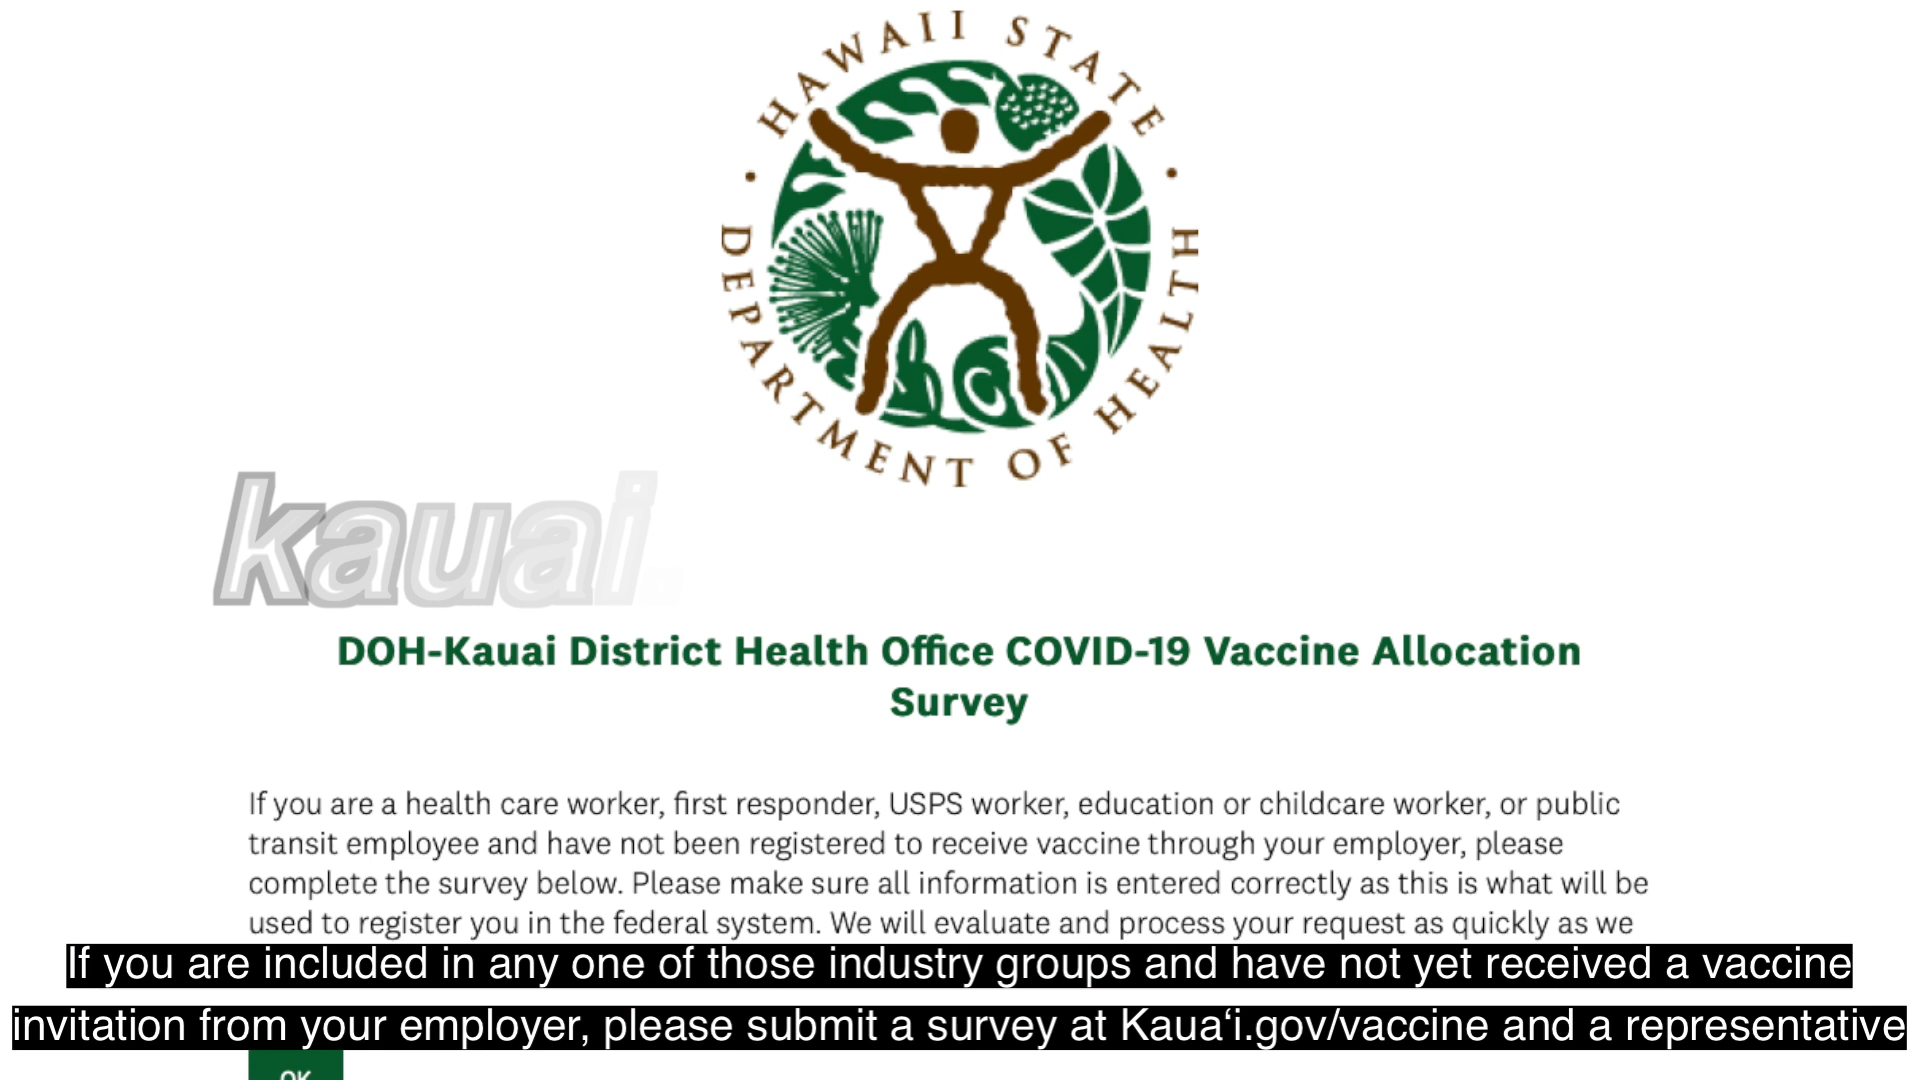 HAWAII STATE
DEPARTMENT OF HEALTH
kauai
DOH-Kauai District Health Office COVID-19 Vaccine Allocation
Survey
If you are a health care worker, first responder, USPS worker, education or childcare worker, or public
transit employee and have not been registered to receive vaccine through your employer, please
complete the survey below. Please make sure all information is entered correctly as this is what will be
used to register you in the federal system. We will evaluate and process your request as quickly as we
If you are included in any one of those industry groups and have not yet received a vaccine
invitation from your employer, please submit a survey at Kauaʻi.gov/vaccine and a representative
OK